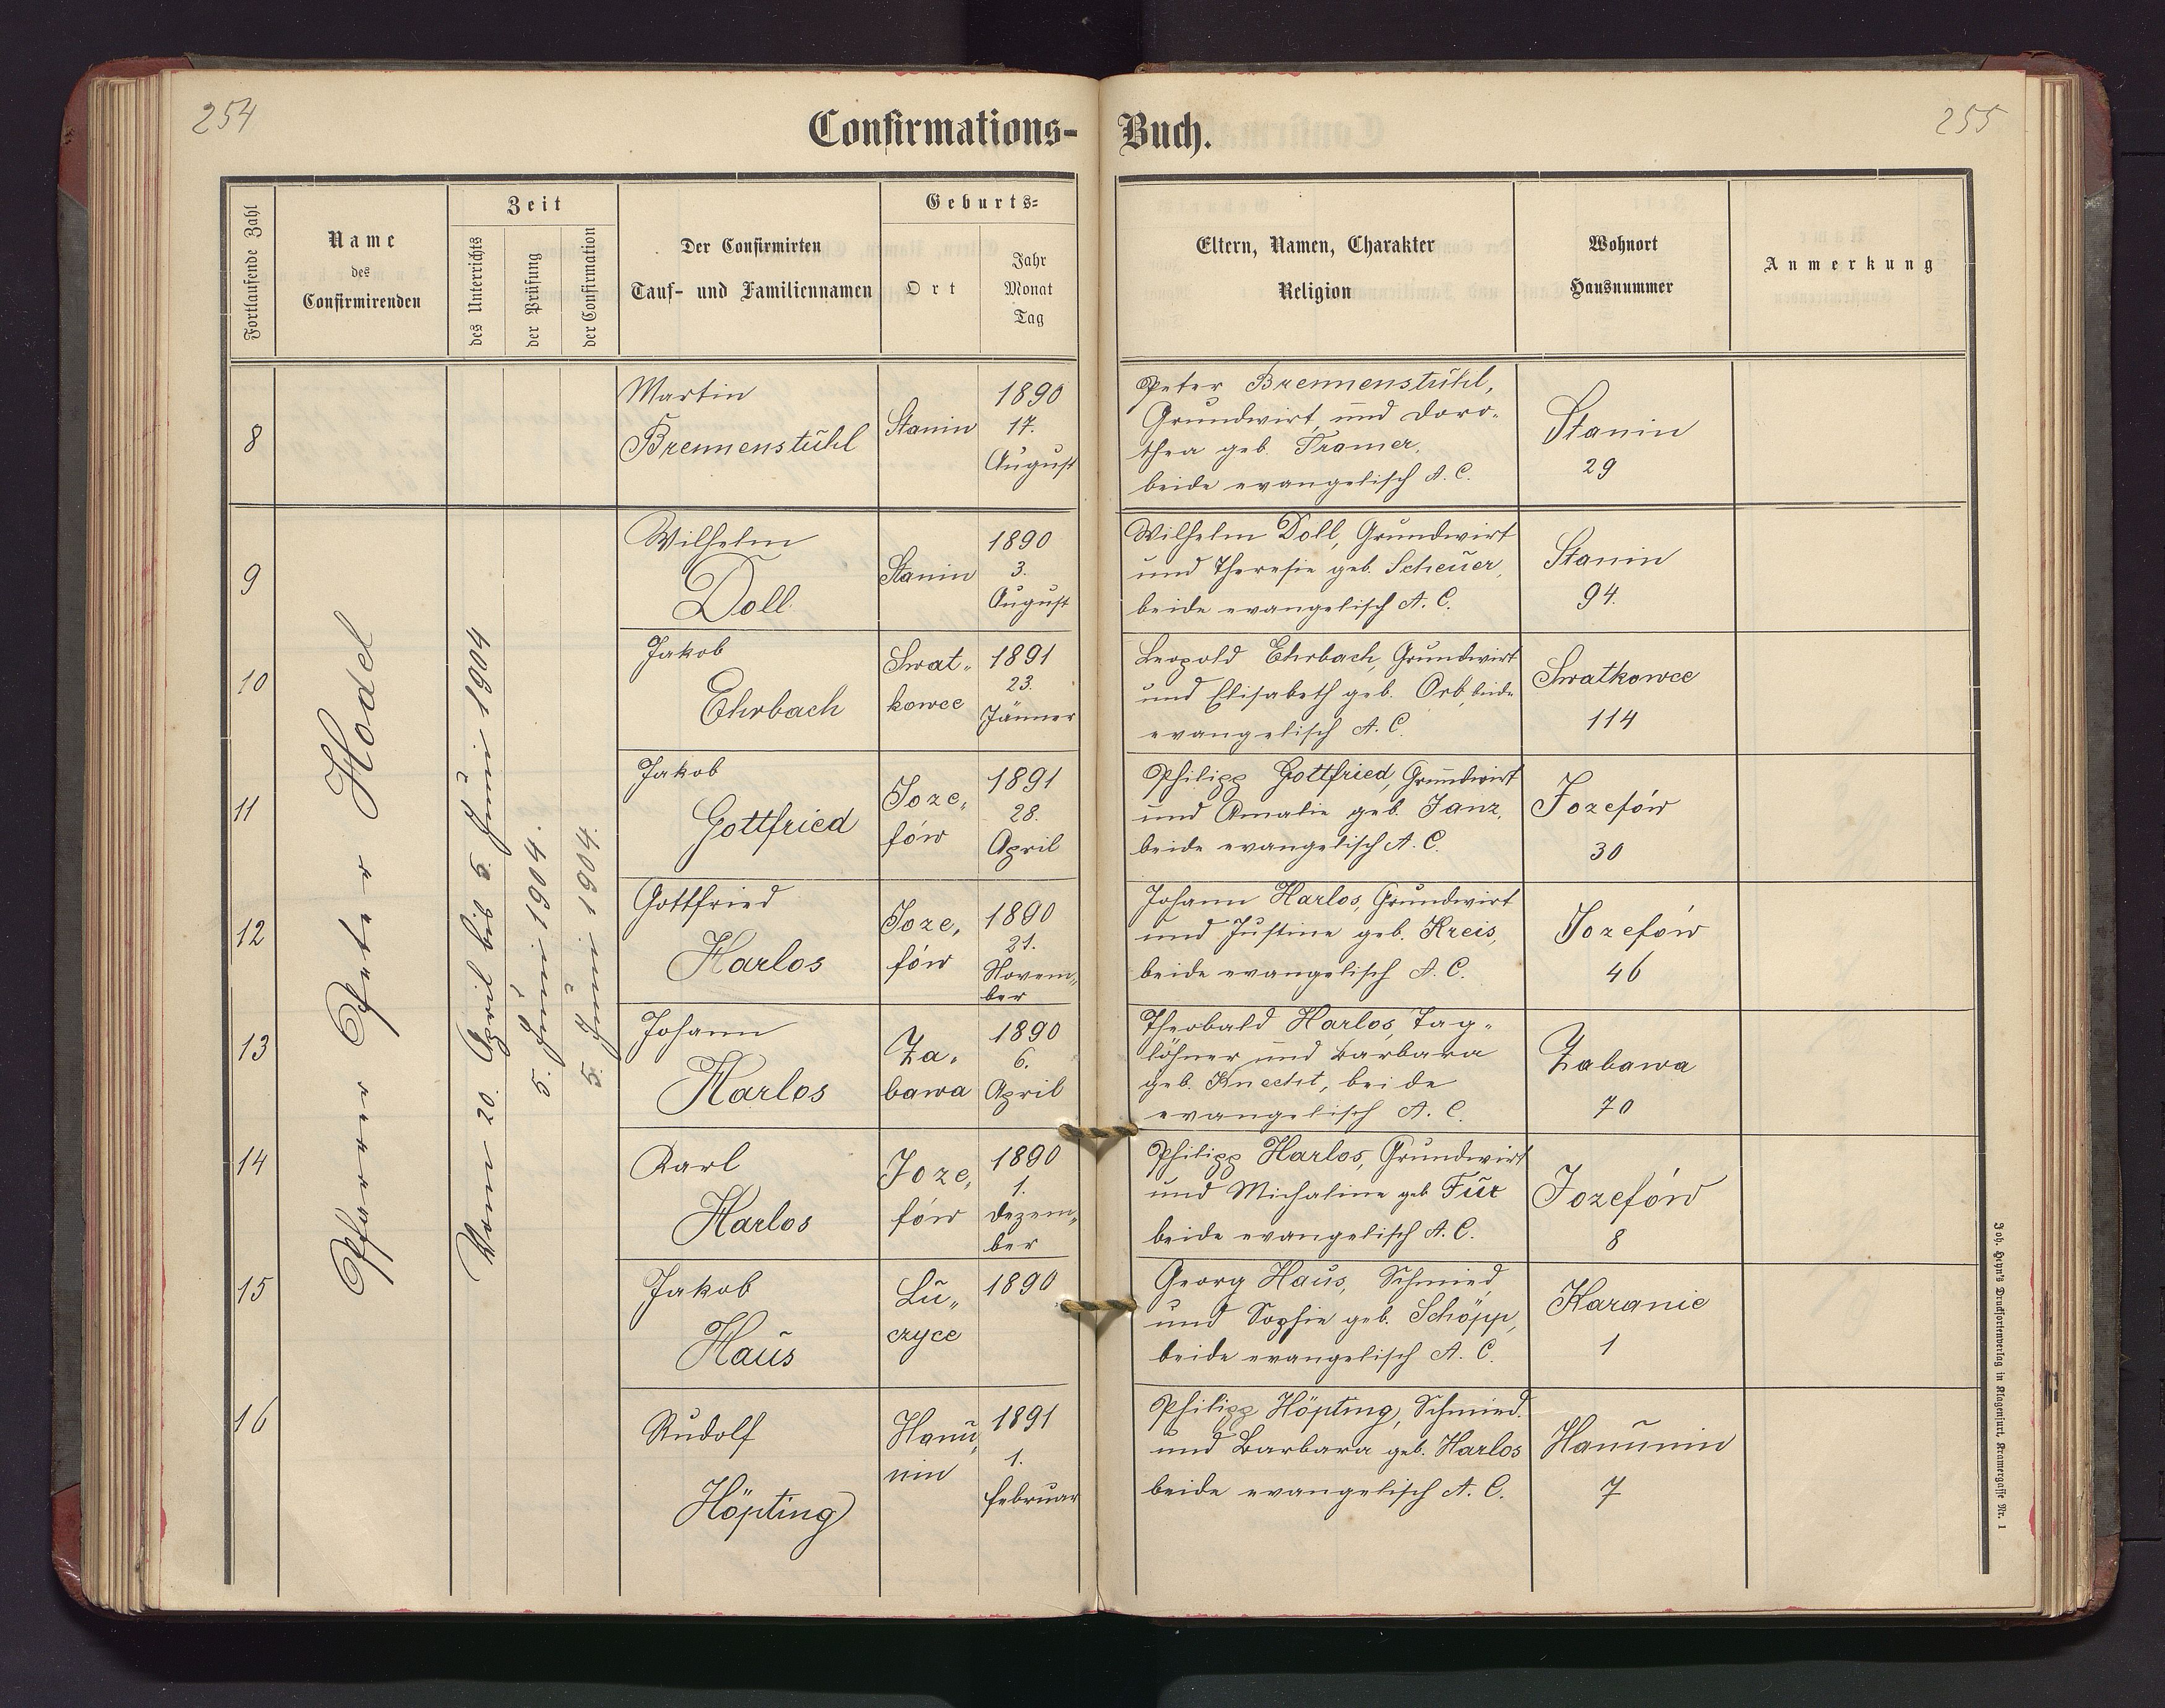 254
255
Confirmations-Buch.
Fortlaufende Zahl
Name
des
Confirmirenden
Zeit
des Unterrichts
der Prüfung
der Confirmation
Der Confirmirten
Tauf- und Familiennamen
Geburts-
Ort
Jahr
Monat
Tag
Eltern, Namen, Charakter
Religion
Wohnort
Hausnummer
Anmerkung
Pfarrer Peter Hodel
Vom 20. April bis 5. Juni 1904
5. Juni 1904.
5. Juni 1904.
8
Martin
Brennenstuhl
Stanin
1890
17.
August
Peter Brennenstuhl,
Grundwirt und Doro-
thea geb. Tramer,
beide evangelisch A. C.
Stanin
29
9
Wilhelm
Doll
Stanin
1890
3.
August
Wilhelm Doll, Grundwirt
und Theresie geb. Scheuer,
beide evangelisch A. C.
Stanin
94.
10
Jakob
Ehrbach
Swat-
kowce
1891
23.
Jänner
Leopold Ehrbach, Grundwirt
und Elisabeth geb. Orb, beide
evangelisch A. C.
Swatkowce
114
11
Jakob
Gottfried
Joze-
fów
1891
28.
April
Philipp Gottfried, Grundwirt
und Amalie geb. Janz,
beide evangelisch A. C.
Jozefów
30
12
Gottfried
Harlos
Joze-
fów
1890
21.
Novem-
ber
Johann Harlos, Grundwirt
und Justine geb. Kreis,
beide evangelisch A. C.
Jozefów
46
13
Johann
Harlos
Za-
bawa
1890
6.
April
Theobald Harlos, Tag-
löhner und Barbara
geb. Knecht, beide
evangelisch A. C.
Zabawa
70
14
Karl
Harlos
Joze-
fów
1890
1.
Dezem-
ber
Philipp Harlos, Grundwirt
und Michaline geb.
beide evangelisch A. C.
Jozefów
8
15
Jakob
Haus
Lu-
czyce
1890
Georg Haus, Schmied,
und Sophie geb. Schöpp,
beide evangelisch A. C.
Haranie
1
16
Rudolf
Höpting
Hanu-
nin
1891
1.
Februar
Philipp Höpting, Schmied.
und Barbara geb. Harlos
beide evangelisch A. C.
Hanunin
7
Joh. Heyn's Drucksortenverlag in Klagenfurt, Kramergasse Nr. 1